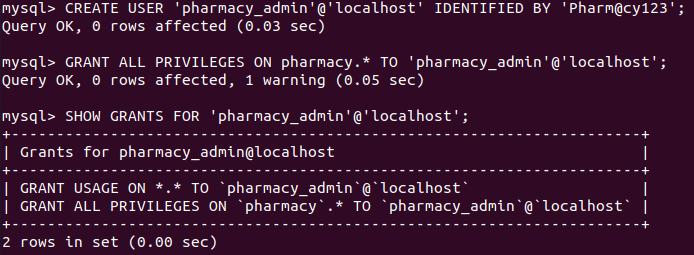 mysql> CREATE USER 'pharmacy_admin'@'localhost' IDENTIFIED BY 'Pharm@cy123';
Query OK, 0 rows affected (0.03 sec)
mysql> GRANT ALL PRIVILEGES ON pharmacy.* TO 'pharmacy_admin'@'localhost';
Query OK, 0 rows affected, 1 warning (0.05 sec)
mysql> SHOW GRANTS FOR 'pharmacy_admin'@'localhost';
+----------------------------------------------------------------------+
| Grants for pharmacy_admin@localhost                                  |
+----------------------------------------------------------------------+
| GRANT USAGE ON *.* TO `pharmacy_admin`@`localhost`                   |
| GRANT ALL PRIVILEGES ON `pharmacy`.* TO `pharmacy_admin`@`localhost` |
+----------------------------------------------------------------------+
2 rows in set (0.00 sec)